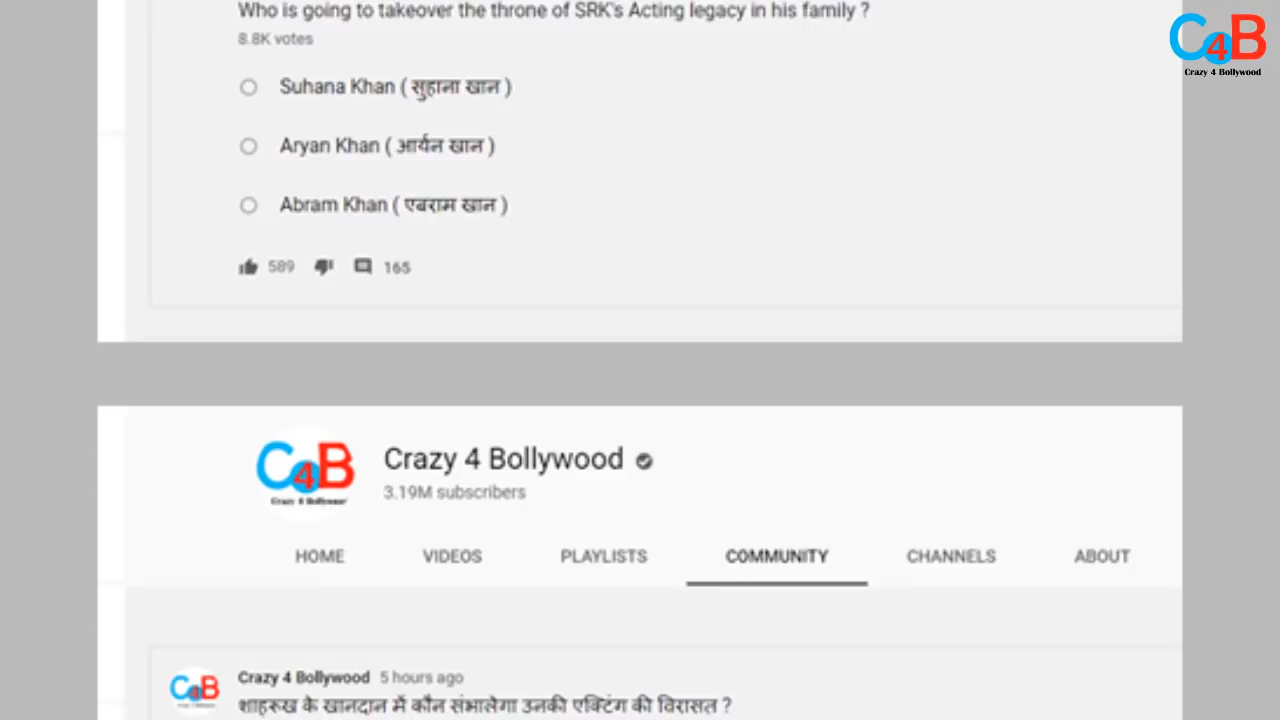 Who is going to takeover the throne of SRK's Acting legacy in his family ?
8.8K votes
Suhana Khan ( सुहाना खान )
Aryan Khan ( आर्यन खान )
Abram Khan ( एबराम खान )
589 165
C4B
Crazy 4 Bollywood
C4B
Crazy 4 Bollywood
Crazy 4 Bollywood
3.19M subscribers
HOME VIDEOS PLAYLISTS COMMUNITY CHANNELS ABOUT
C4B
Crazy 4 Bollywood 5 hours ago
शाहरुख के खानदान में कौन संभालेगा उनकी एक्टिंग की विरासत ?